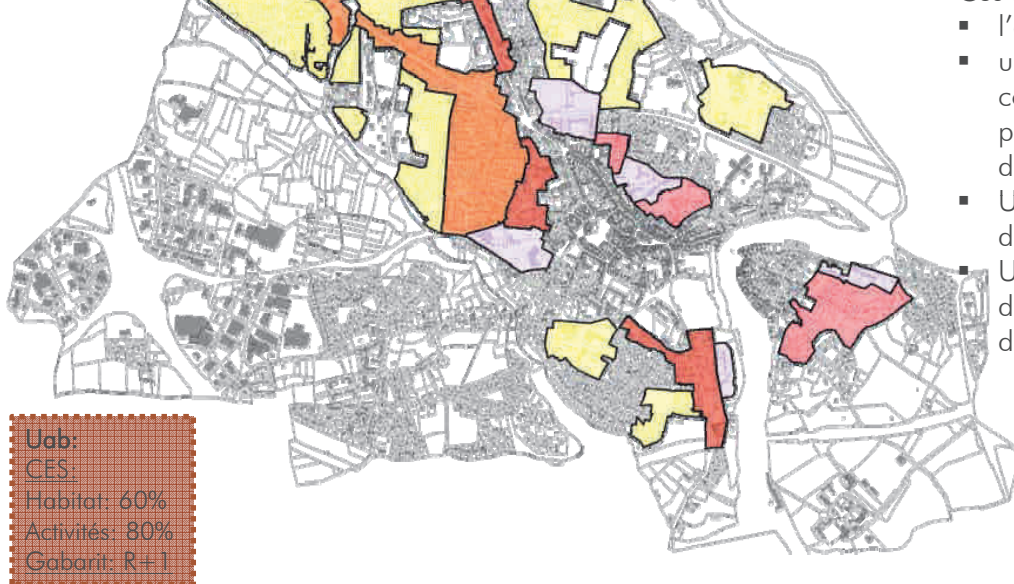 Uab:
CES:
Habitat: 60%
Activités: 80%
Gabarit: R+1
▪ l'
▪ u
c
p
d
▪ U
d
▪ U
d
d